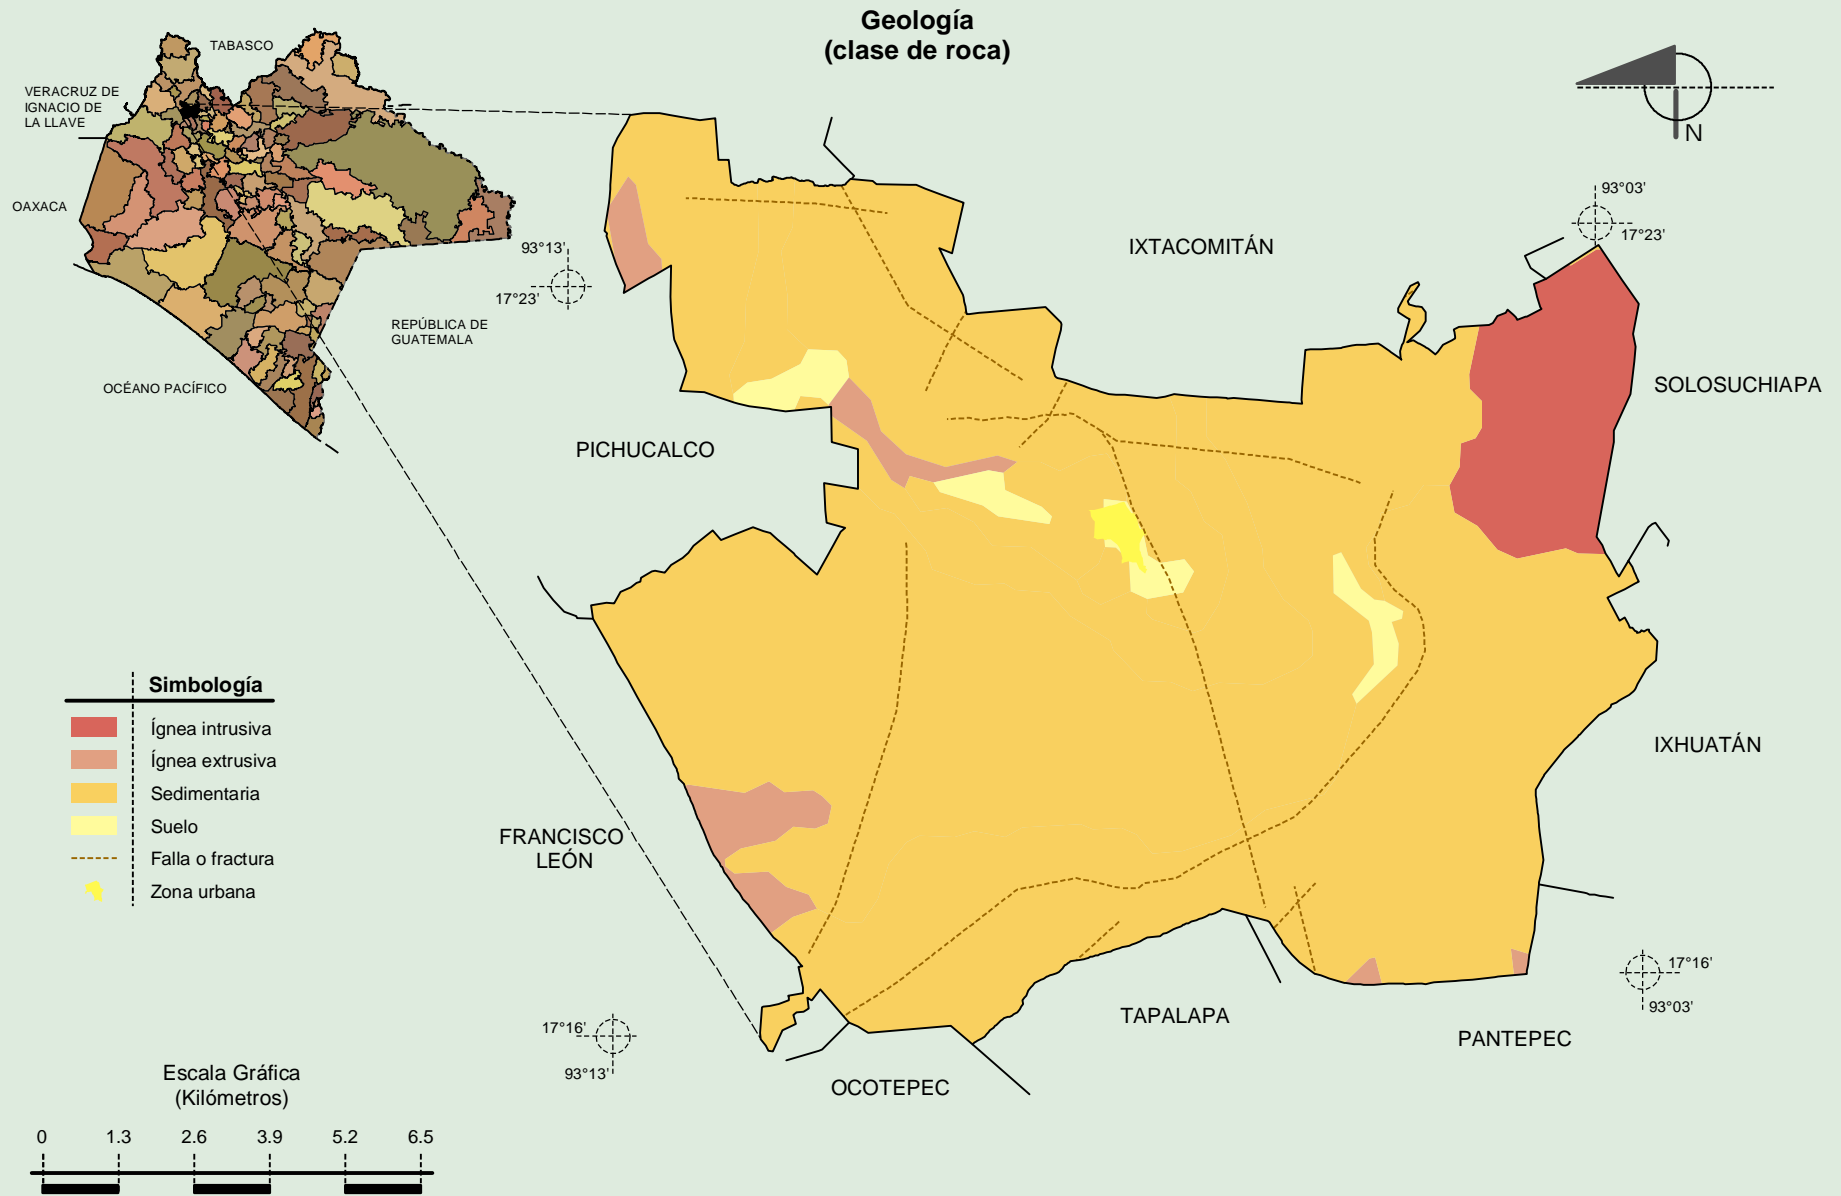 Geología
(clase de roca)
TABASCO
VERACRUZ DE
IGNACIO DE
LA LLAVE
OAXACA
REPÚBLICA DE
GUATEMALA
OCÉANO PACÍFICO
N
93°13'
17°23'
93°03'
17°23'
IXTACOMITÁN
SOLOSUCHIAPA
PICHUCALCO
IXHUATÁN
FRANCISCO
LEÓN
TAPALAPA
PANTEPEC
OCOTEPEC
17°16'
93°03'
17°16'
93°13'
Simbología
Ígnea intrusiva
Ígnea extrusiva
Sedimentaria
Suelo
Falla o fractura
Zona urbana
Escala Gráfica
(Kilómetros)
0 1.3 2.6 3.9 5.2 6.5